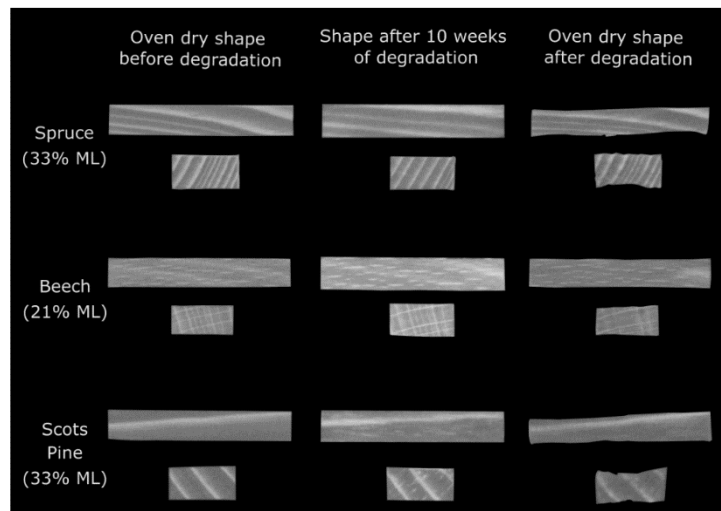 Oven dry shape
before degradation
Shape after 10 weeks
of degradation
Oven dry shape
after degradation
Spruce
(33% ML)
Beech
(21% ML)
Scots
Pine
(33% ML)